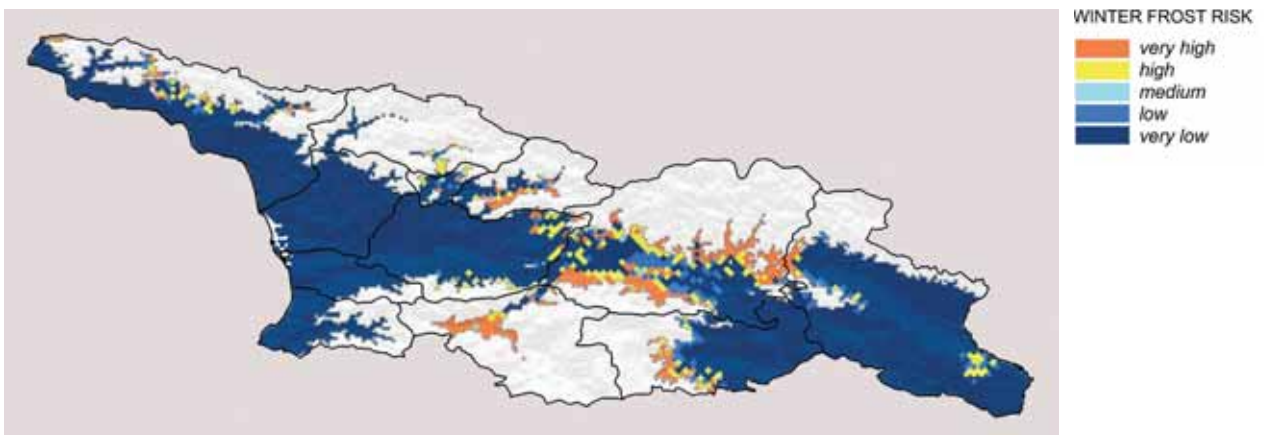 WINTER FROST RISK
very high
high
medium
low
very low